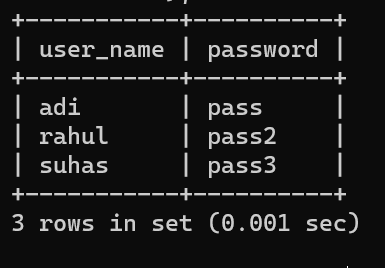 +-----------+----------+
| user_name | password |
+-----------+----------+
| adi       | pass     |
| rahul     | pass2    |
| suhas     | pass3    |
+-----------+----------+
3 rows in set (0.001 sec)